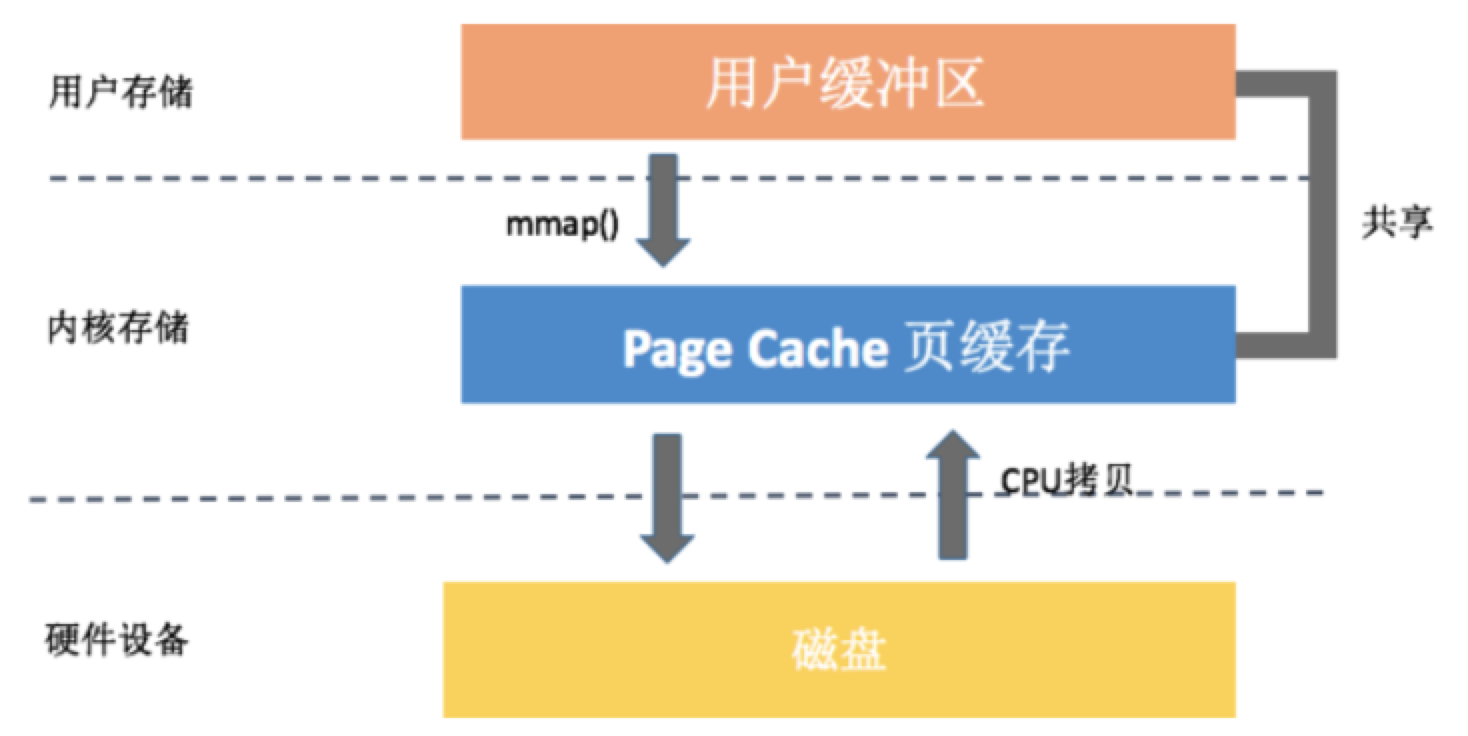 用户存储
用户缓冲区
mmap()
共享
内核存储
Page Cache 页缓存
CPU拷贝
硬件设备
磁盘